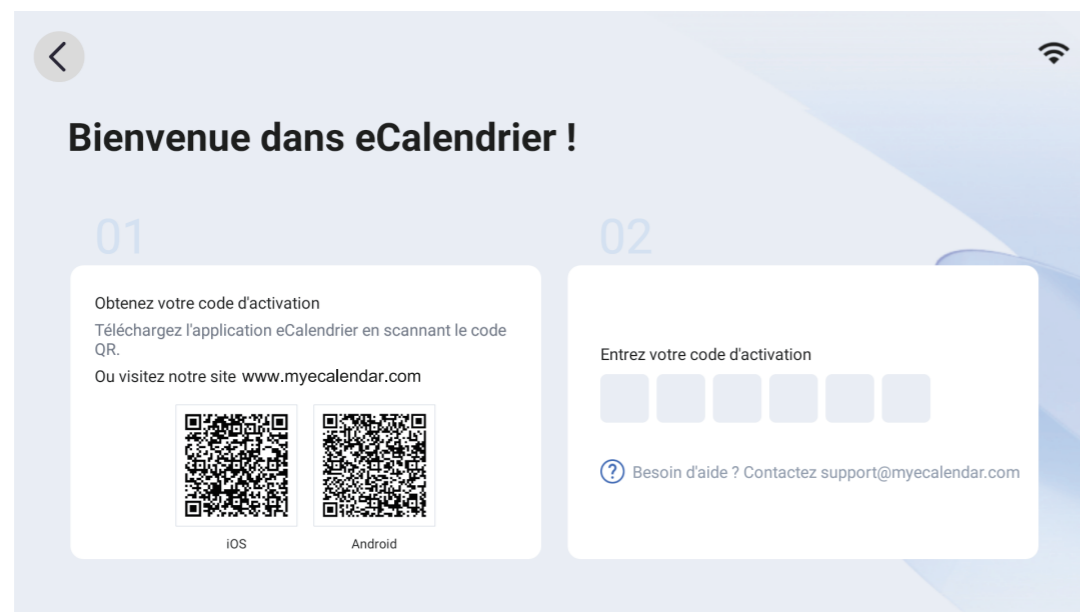 Bienvenue dans eCalendrier !
01
Obtenez votre code d'activation
Téléchargez l'application eCalendrier en scannant le code
QR.
Ou visitez notre site www.myecalendar.com
iOS
Android
02
Entrez votre code d'activation
Besoin d'aide ? Contactez support@myecalendar.com